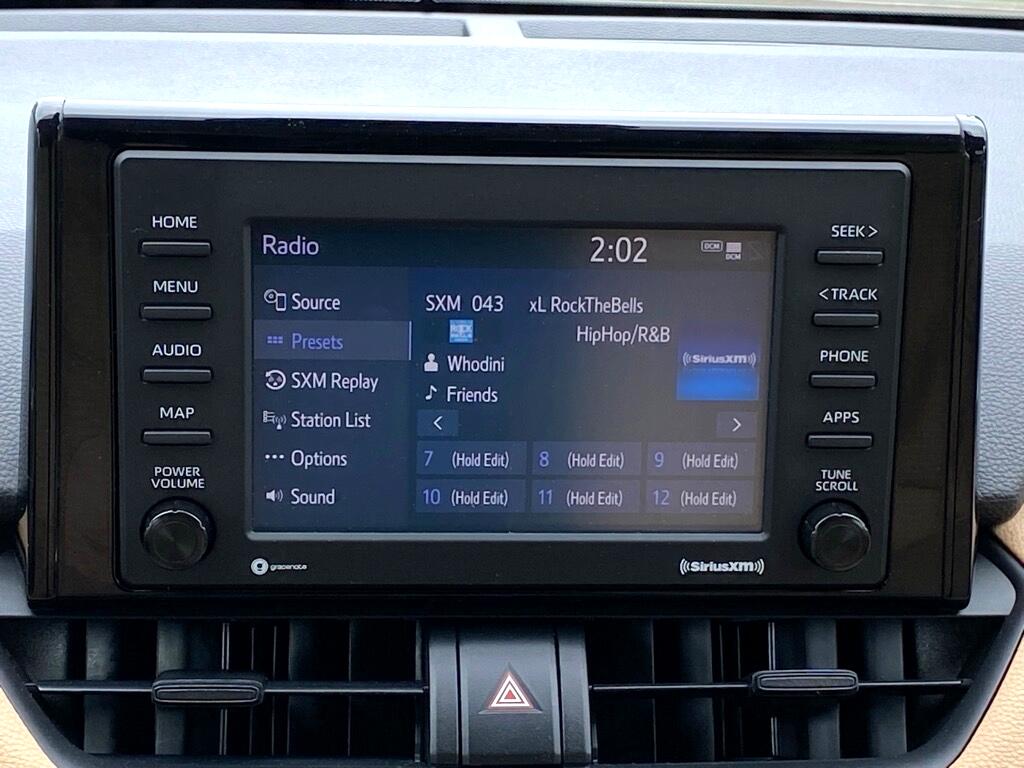 HOME
MENU
AUDIO
MAP
POWER
VOLUME
Radio
2:02
DCM
DCM
Source
Presets
SXM Replay
Station List
Options
Sound
SXM 043 xL RockTheBells
ROCK
HipHop/R&B
((SiriusXM))
Whodini
Friends
<
>
7 (Hold Edit) 8 (Hold Edit) 9 (Hold Edit)
10 (Hold Edit) 11 (Hold Edit) 12 (Hold Edit)
gracenote
((SiriusXM))
SEEK >
< TRACK
PHONE
APPS
TUNE
SCROLL